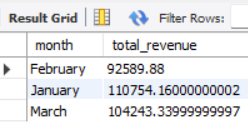 Result Grid Filter Rows:
month total_revenue
February 92589.88
January 110754.16000000002
March 104243.33999999997